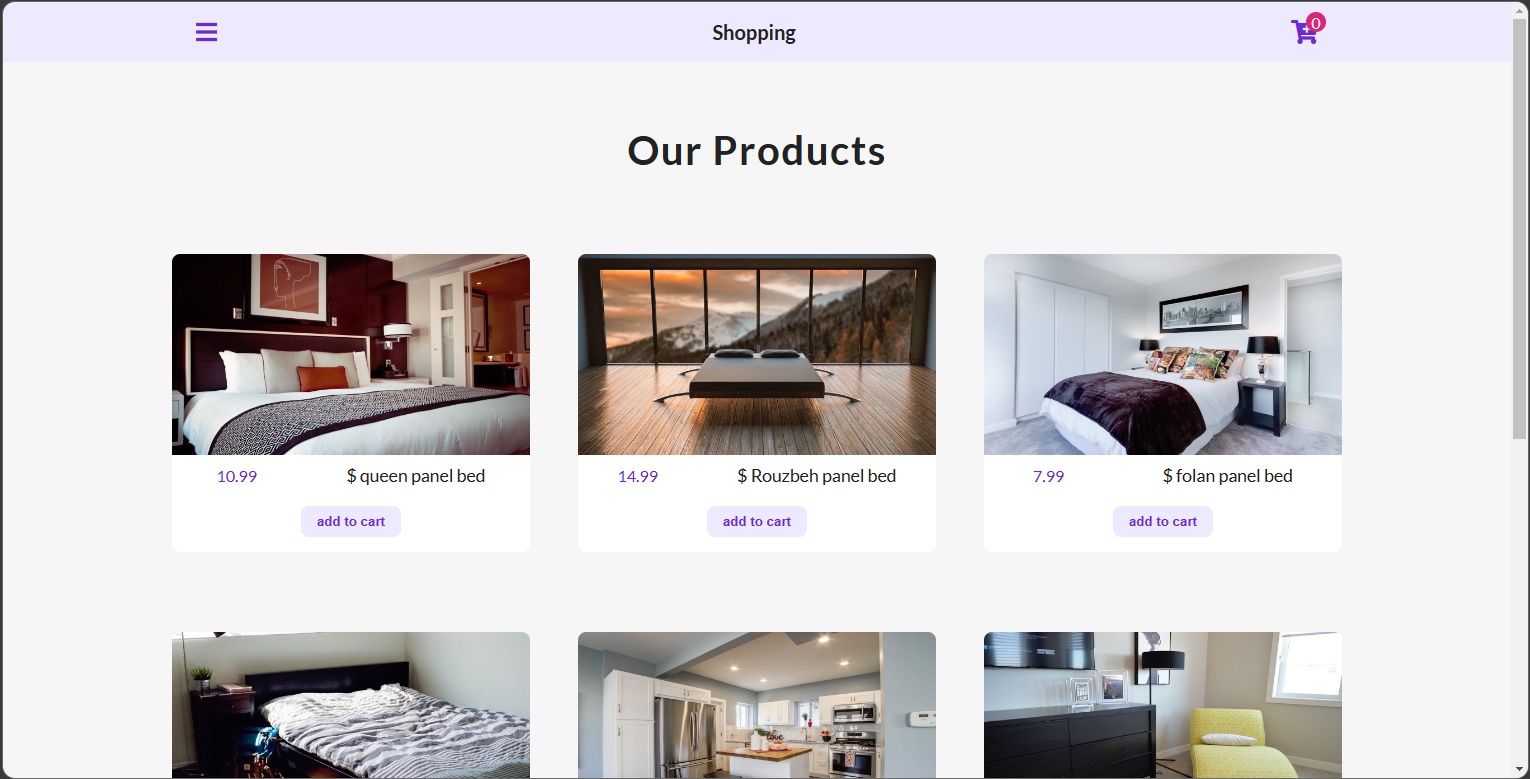 Shopping
0
Our Products
10.99 $ queen panel bed
14.99 $ Rouzbeh panel bed
7.99 $ folan panel bed
add to cart
add to cart
add to cart
love